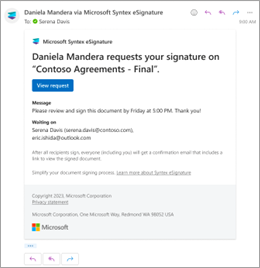 Daniela Mandera via Microsoft Syntex eSignature
To: Serena Davis
9:00 AM
Microsoft Syntex eSignature
Daniela Mandera requests your signature on
“Contoso Agreements - Final”.
View request
Message
Please review and sign this document by Friday at 5:00 PM. Thank you!
Waiting on
Serena Davis (serena.davis@contoso.com),
eric.ishida@outlook.com
After all recipients sign, everyone (including you) will get a confirmation email that includes a
link to view the signed document.
Simplify your document signing process. Learn more about Syntex eSignature
Copyright 2023, Microsoft Corporation
Privacy statement
Microsoft Corporation, One Microsoft Way, Redmond WA 98052 USA
Microsoft